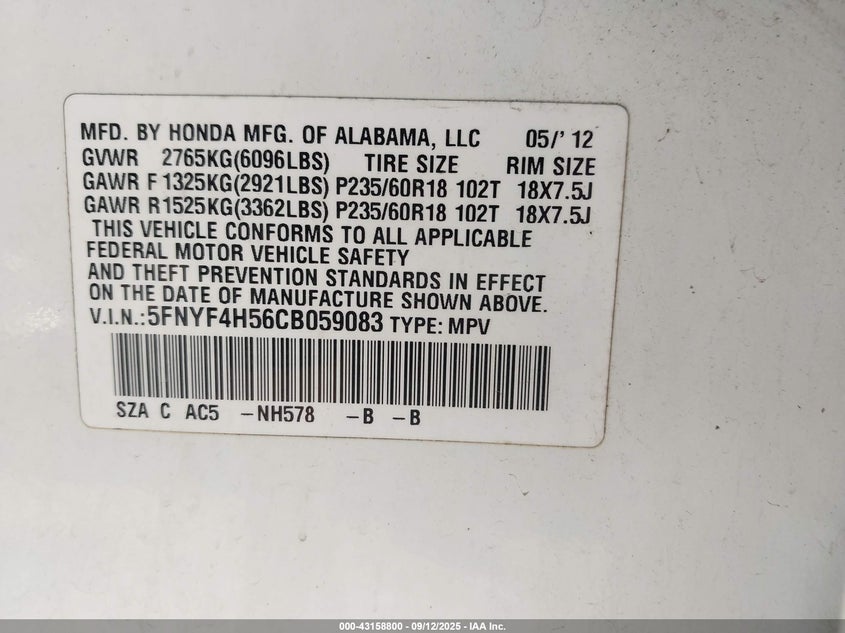 MFD. BY HONDA MFG. OF ALABAMA, LLC 05/'12
GVWR 2765KG(6096LBS) TIRE SIZE RIM SIZE
GAWR F1325KG(2921LBS) P235/60R18 102T 18X7.5J
GAWR R1525KG(3362LBS) P235/60R18 102T 18X7.5J
THIS VEHICLE CONFORMS TO ALL APPLICABLE
FEDERAL MOTOR VEHICLE SAFETY
AND THEFT PREVENTION STANDARDS IN EFFECT
ON THE DATE OF MANUFACTURE SHOWN ABOVE.
V.I.N.:5FNYF4H56CB059083 TYPE: MPV
SZA C AC5 –NH578 –B –B
000-43158800 - 09/12/2025 - IAA Inc.